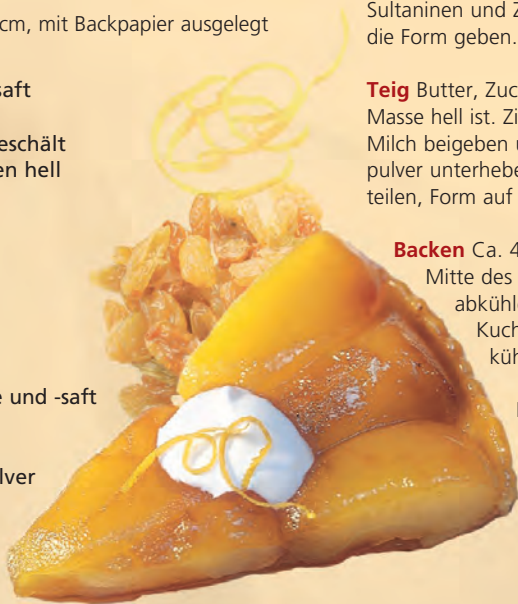 cm, mit Backpapier ausgelegt
saft
eschält
en hell
e und -saft
lver
Sultaninen und Z
die Form geben.
Teig Butter, Zuc
Masse hell ist. Zi
Milch beigeben u
pulver unterhebe
teilen, Form auf
Backen Ca. 4
Mitte des
abkühle
Kuch
küh